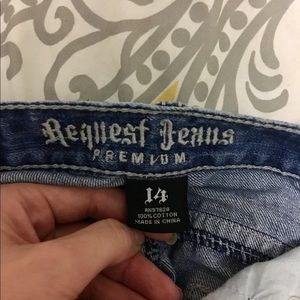 Request Jeans
PREMIUM
14
100% COTTON
MADE IN CHINA